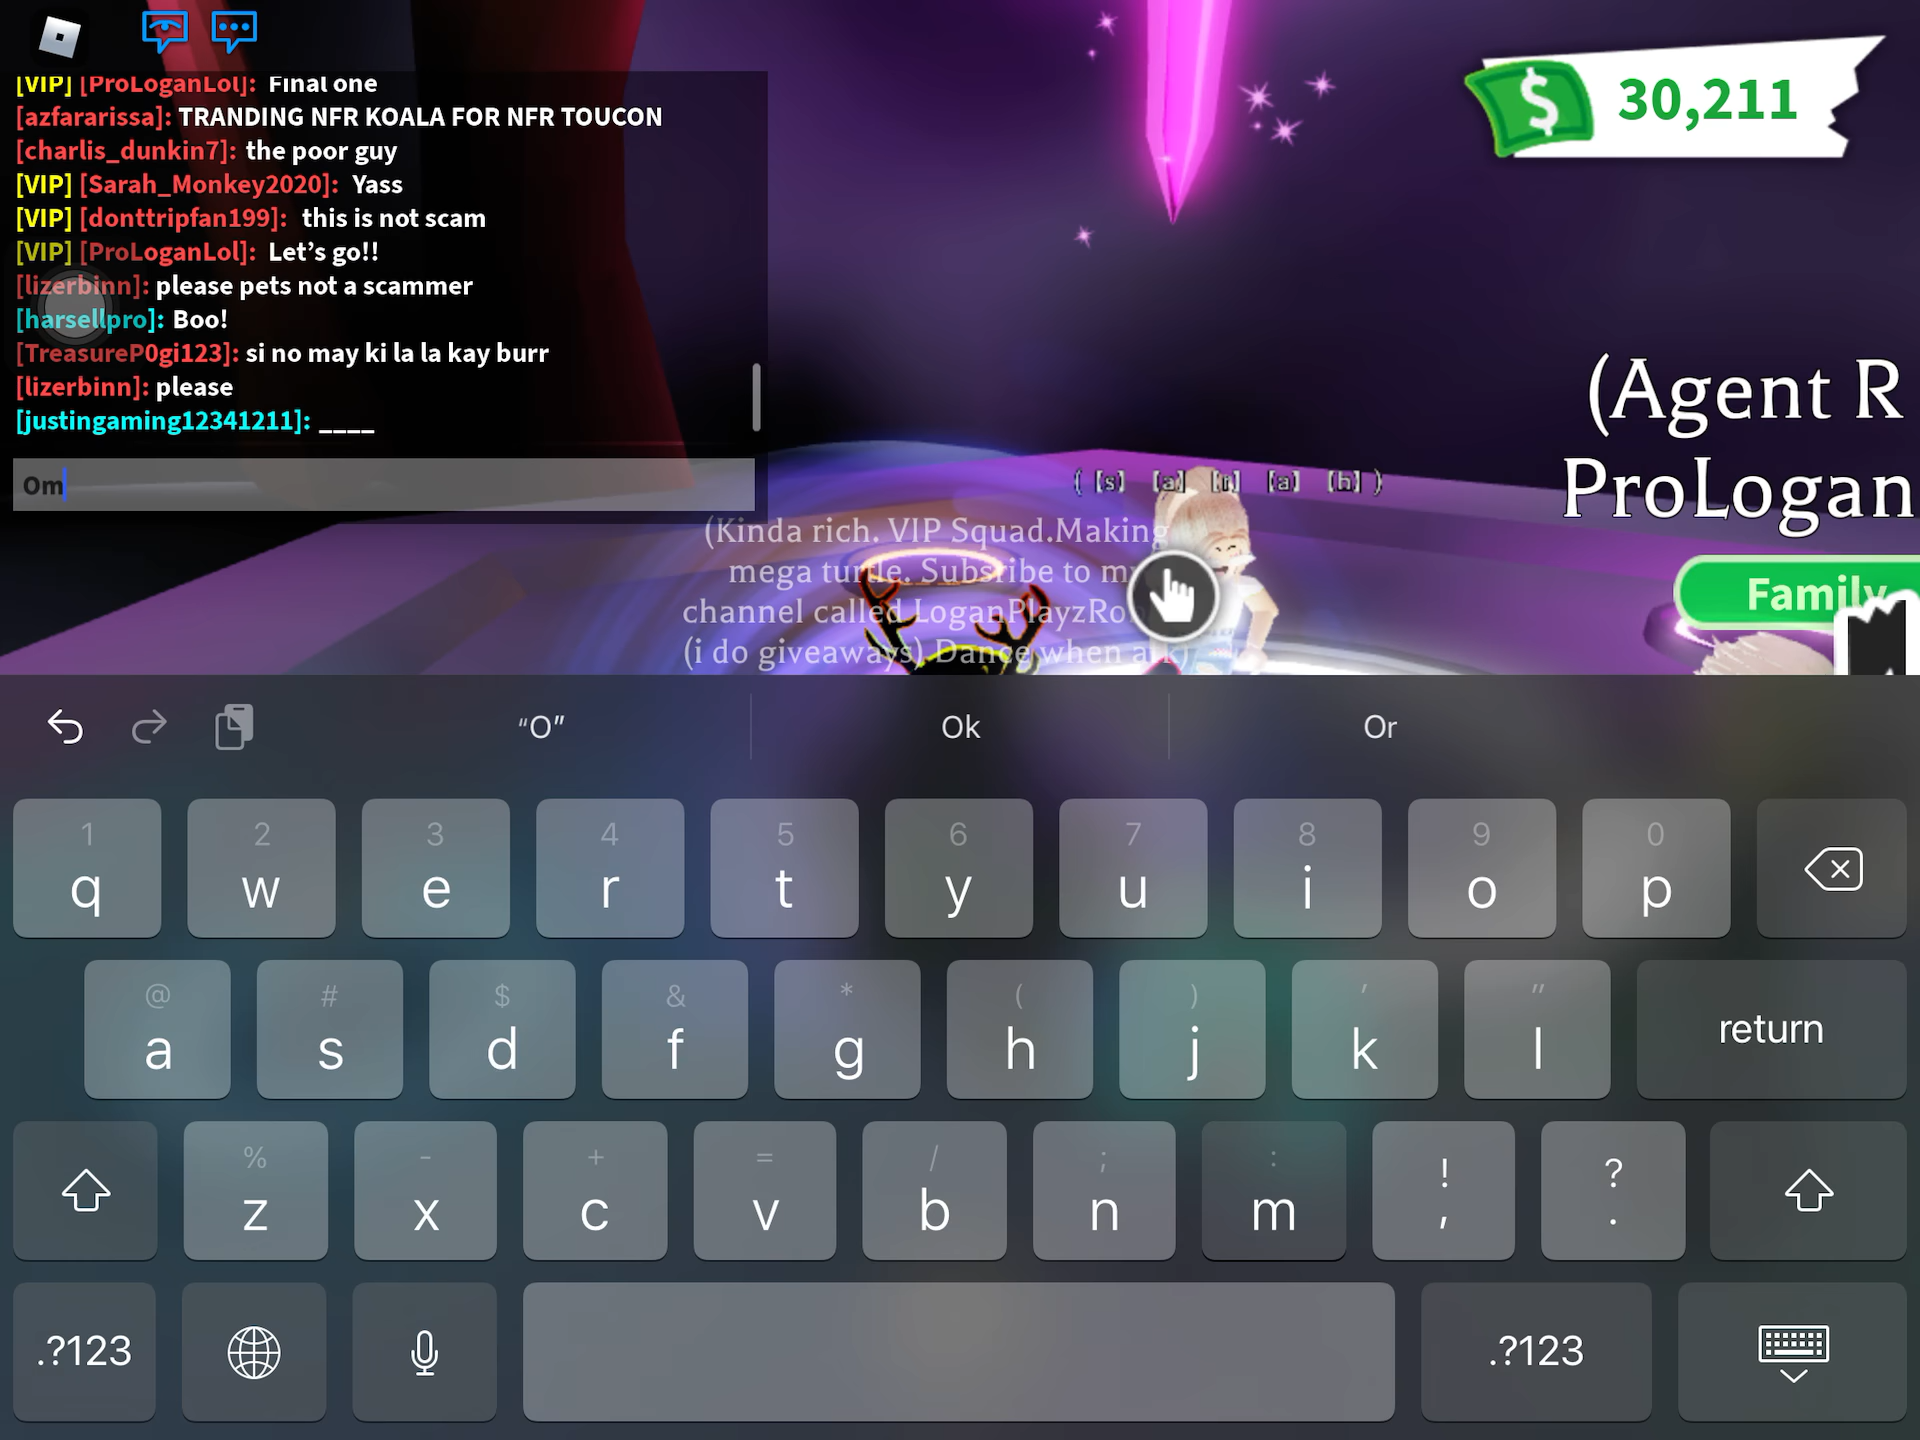 [VIP] [ProLoganLol]: Final one
[azfararissa]: TRANDING NFR KOALA FOR NFR TOUCON
[charlis_dunkin7]: the poor guy
[VIP] [Sarah_Monkey2020]: Yass
[VIP] [donttripfan199]: this is not scam
[VIP] [ProLoganLol]: Let's go!!
[lizerbinn]: please pets not a scammer
[harsellpro]: Boo!
[TreasureP0gi123]: si no may ki la la kay burr
[lizerbinn]: please
[justingaming12341211]: ____
Om
30,211
(Agent R
ProLogan
Family
( [s] [a] [i] [a] [h] )
(Kinda rich. VIP Squad.Making
mega turtle. Subsribe to m
channel called LoganPlayzRo
(i do giveaways) Dance when a k)
“O” Ok Or
1 2 3 4 5 6 7 8 9 0
q w e r t y u i o p
@ # $ & * ( ) ' "
a s d f g h j k l return
% - + = / ; : ! ?
z x c v b n m , .
.?123 .?123